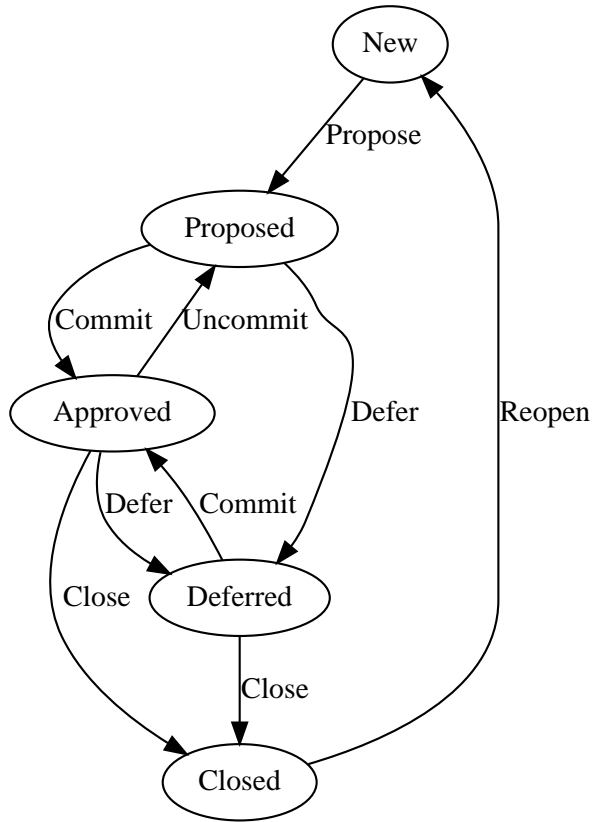 New
Propose
Proposed
Commit
Uncommit
Approved
Defer
Reopen
Defer
Commit
Close
Deferred
Close
Closed